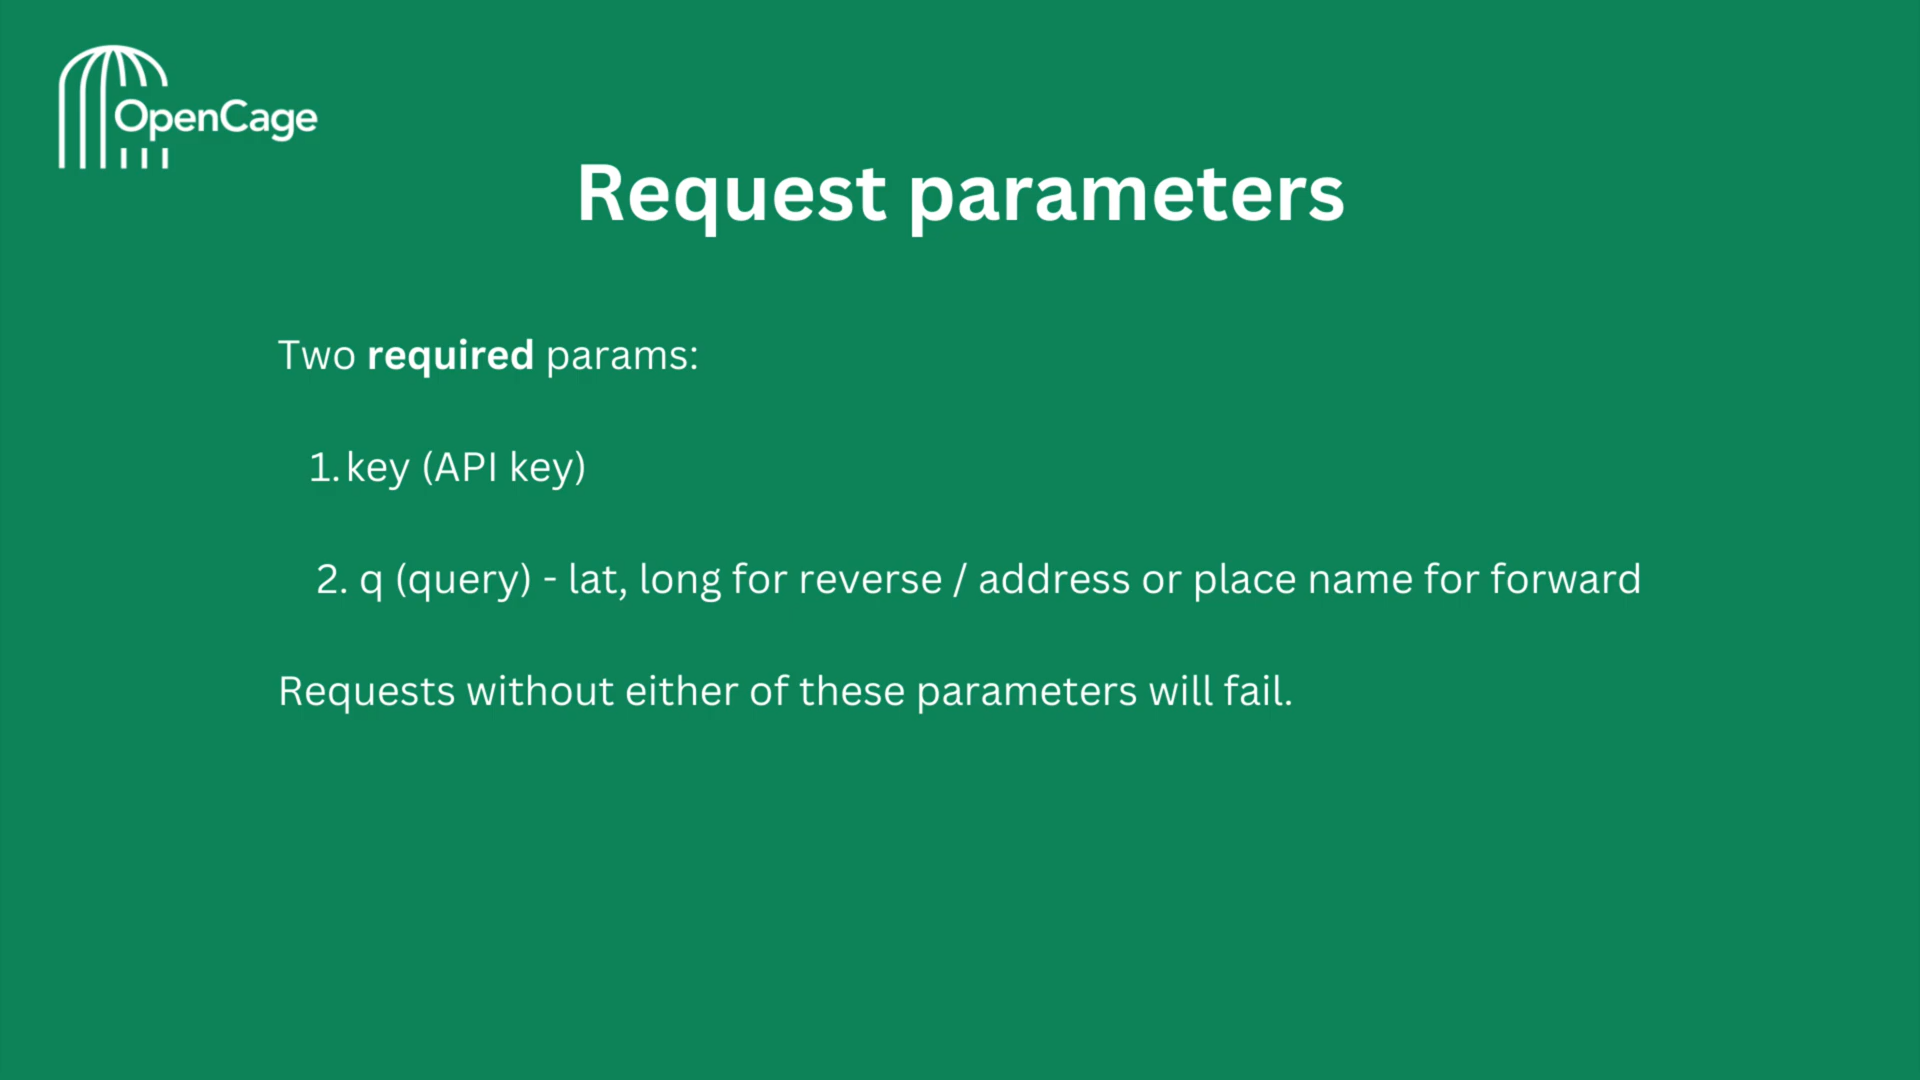 OpenCage
Request parameters
Two required params:
1. key (API key)
2. q (query) - lat, long for reverse / address or place name for forward
Requests without either of these parameters will fail.